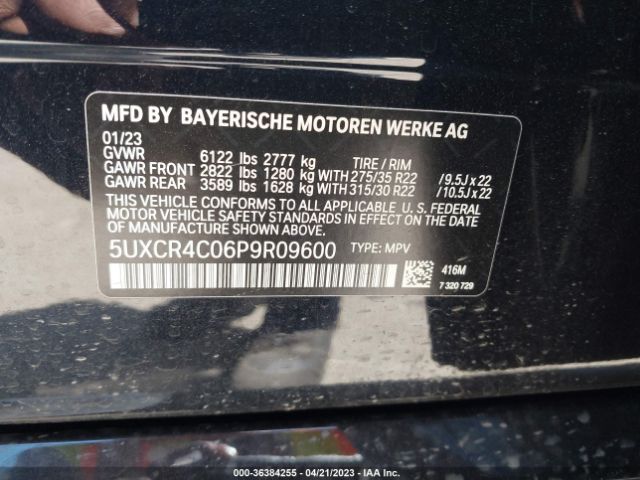 MFD BY BAYERISCHE MOTOREN WERKE AG
01/23
GVWR 6122 lbs 2777 kg TIRE / RIM
GAWR FRONT 2822 lbs 1280 kg WITH 275/35 R22 / 9.5J x 22
GAWR REAR 3589 lbs 1628 kg WITH 315/30 R22 / 10.5J x 22
THIS VEHICLE CONFORMS TO ALL APPLICABLE U. S. FEDERAL
MOTOR VEHICLE SAFETY STANDARDS IN EFFECT ON THE DATE
OF MANUFACTURE SHOWN ABOVE.
5UXCR4C06P9R09600 TYPE: MPV
416M
7 320 729
000-36384255 - 04/21/2023 - IAA Inc.